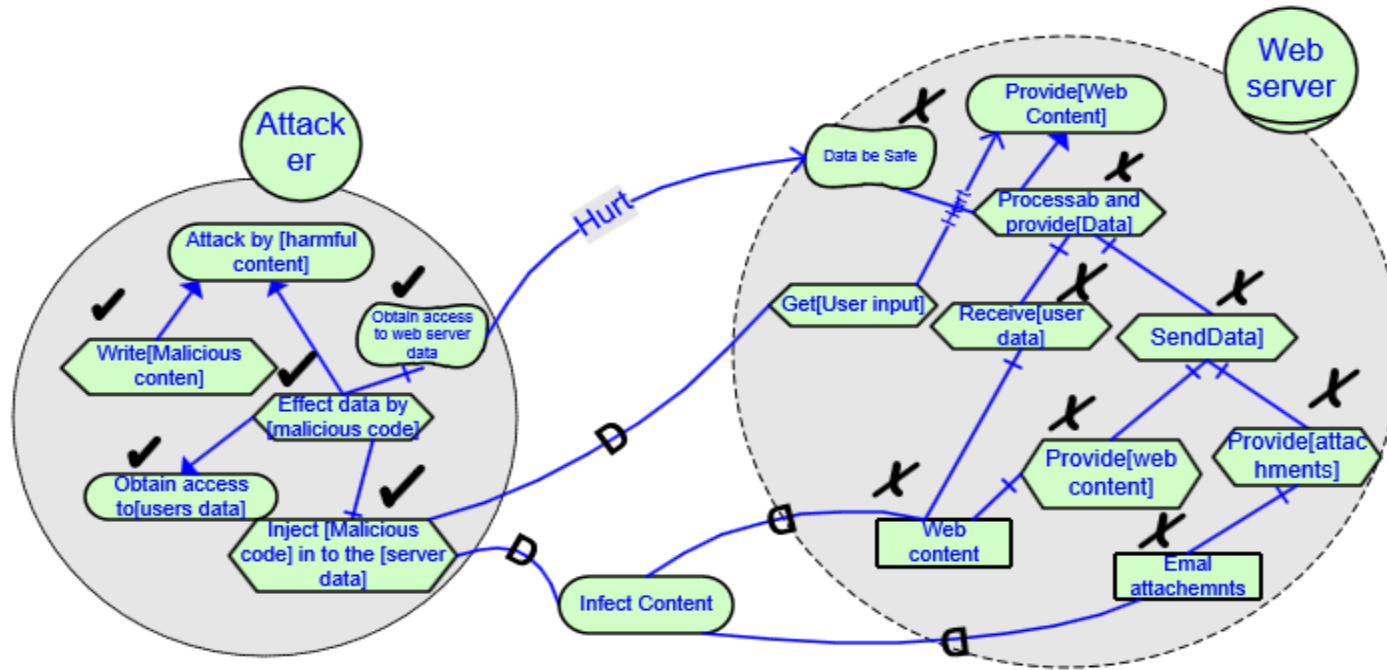 Attack
er
Attack by [harmful
content]
Obtain access
to web server
data
Write[Malicious
conten]
Effect data by
[malicious code]
Obtain access
to[users data]
Inject [Malicious
code] in to the [server
data]
Hurt
D
D
Infect Content
D
D
Web
server
Provide[Web
Content]
Data be Safe
Hurt
Processab and
provide[Data]
Get[User input]
Receive[user
data]
SendData]
Provide[web
content]
Provide[attac
hments]
Web
content
Emal
attachemnts